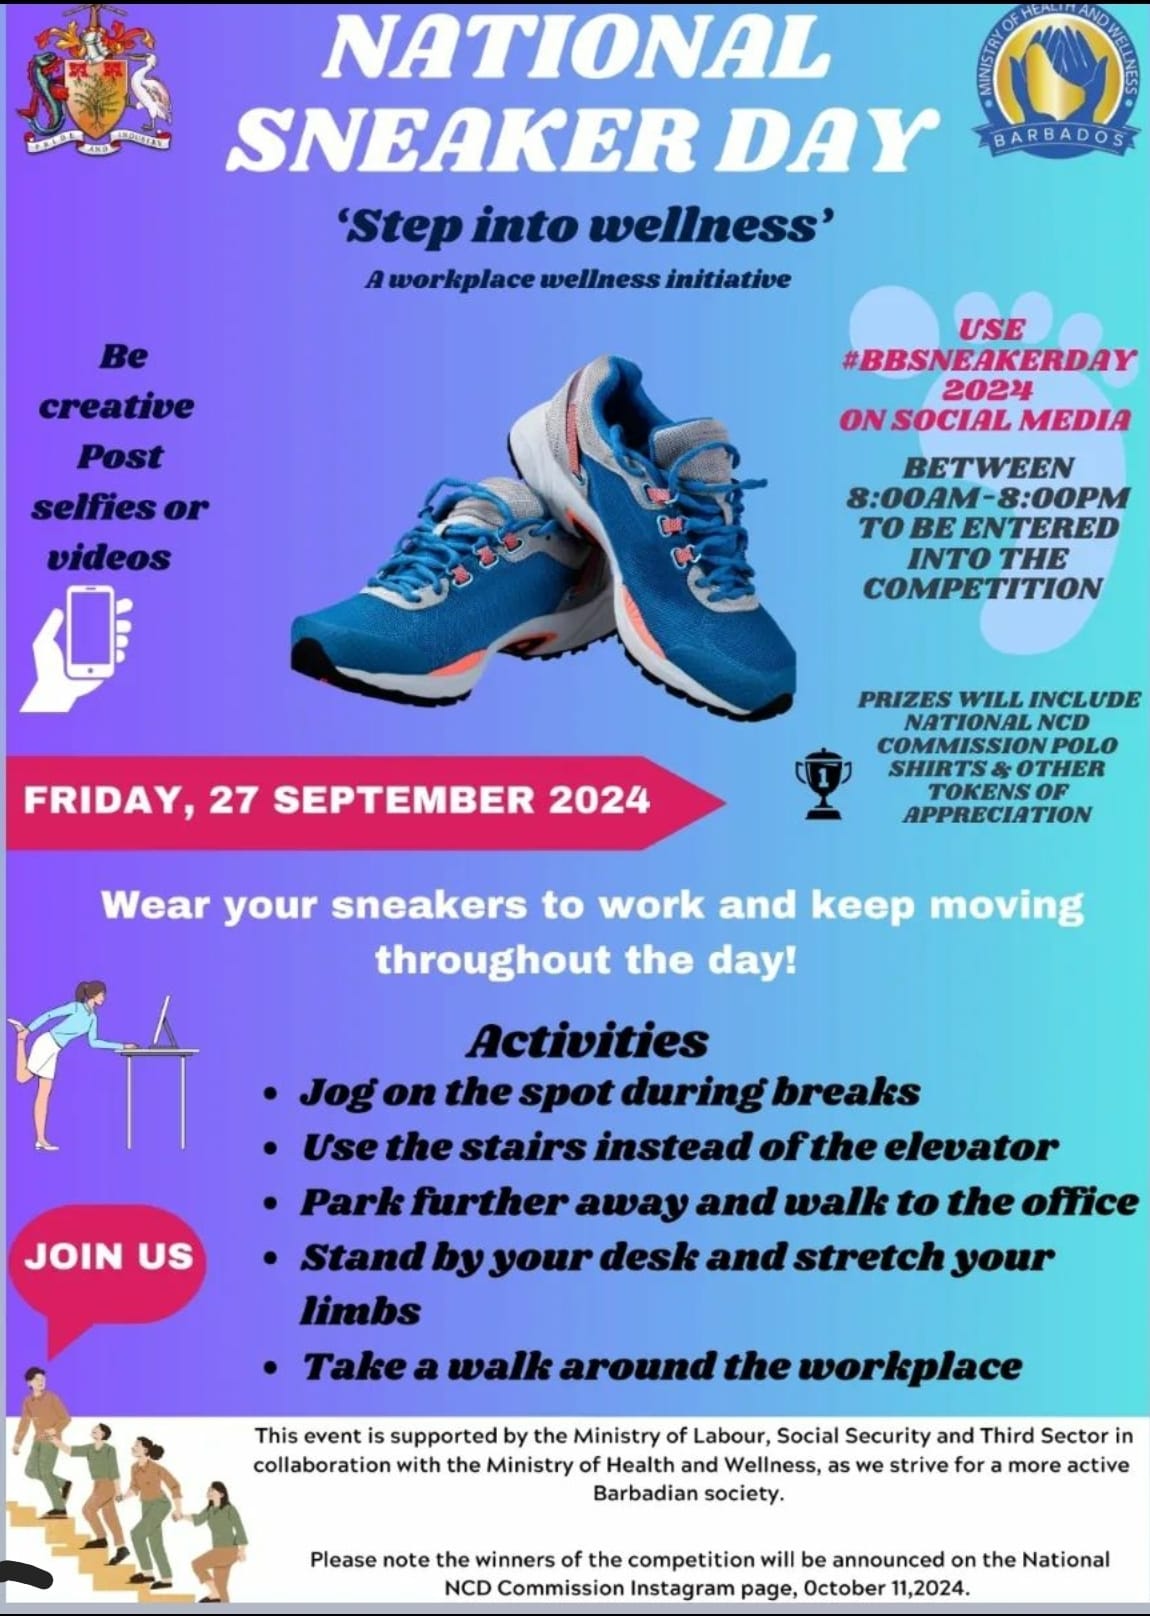 NATIONAL
SNEAKER DAY
PRIDE AND INDUSTRY
MINISTRY OF HEALTH AND WELLNESS
BARBADOS
‘Step into wellness’
A workplace wellness initiative
Be
creative
Post
selfies or
videos
USE
#BBSNEAKERDAY
2024
ON SOCIAL MEDIA
BETWEEN
8:00AM-8:00PM
TO BE ENTERED
INTO THE
COMPETITION
PRIZES WILL INCLUDE
NATIONAL NCD
COMMISSION POLO
SHIRTS & OTHER
TOKENS OF
APPRECIATION
1
FRIDAY, 27 SEPTEMBER 2024
Wear your sneakers to work and keep moving
throughout the day!
Activities
• Jog on the spot during breaks
• Use the stairs instead of the elevator
• Park further away and walk to the office
• Stand by your desk and stretch your
limbs
• Take a walk around the workplace
JOIN US
This event is supported by the Ministry of Labour, Social Security and Third Sector in
collaboration with the Ministry of Health and Wellness, as we strive for a more active
Barbadian society.
Please note the winners of the competition will be announced on the National
NCD Commission Instagram page, October 11,2024.